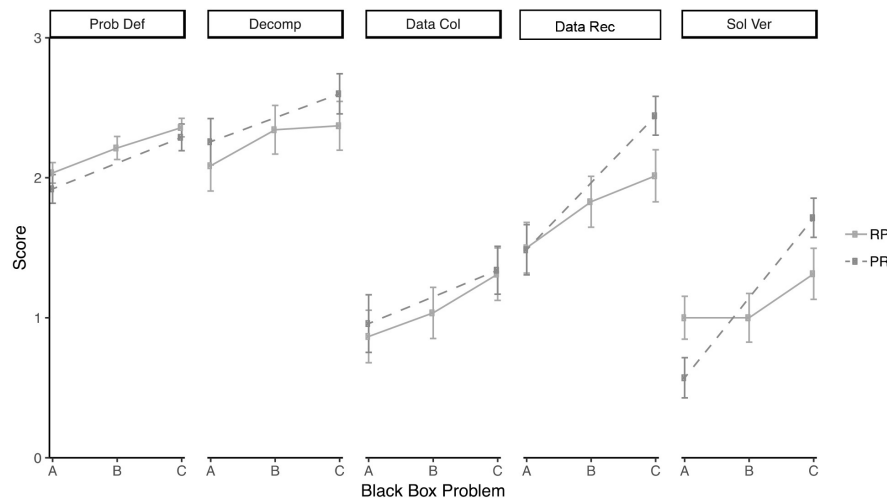 Prob Def Decomp Data Col Data Rec Sol Ver
3
2
1
0
Score
RP
PR
A B C A B C A B C A B C A B C
Black Box Problem